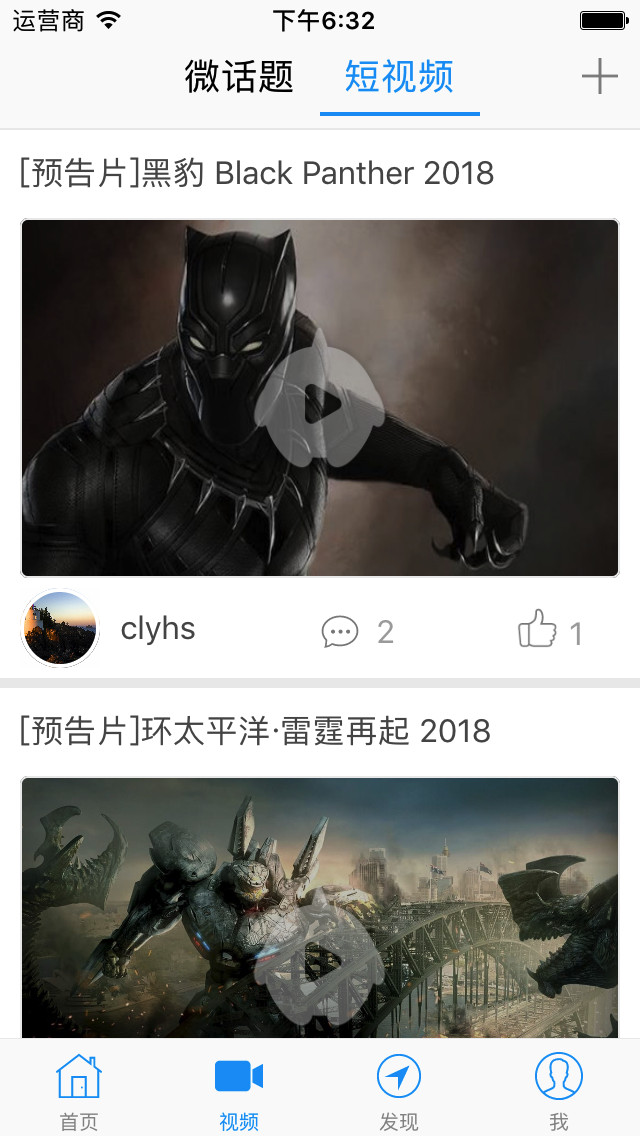 运营商 下午6:32
微话题 短视频
[预告片]黑豹 Black Panther 2018
clyhs 2 1
[预告片]环太平洋·雷霆再起 2018
首页 视频 发现 我